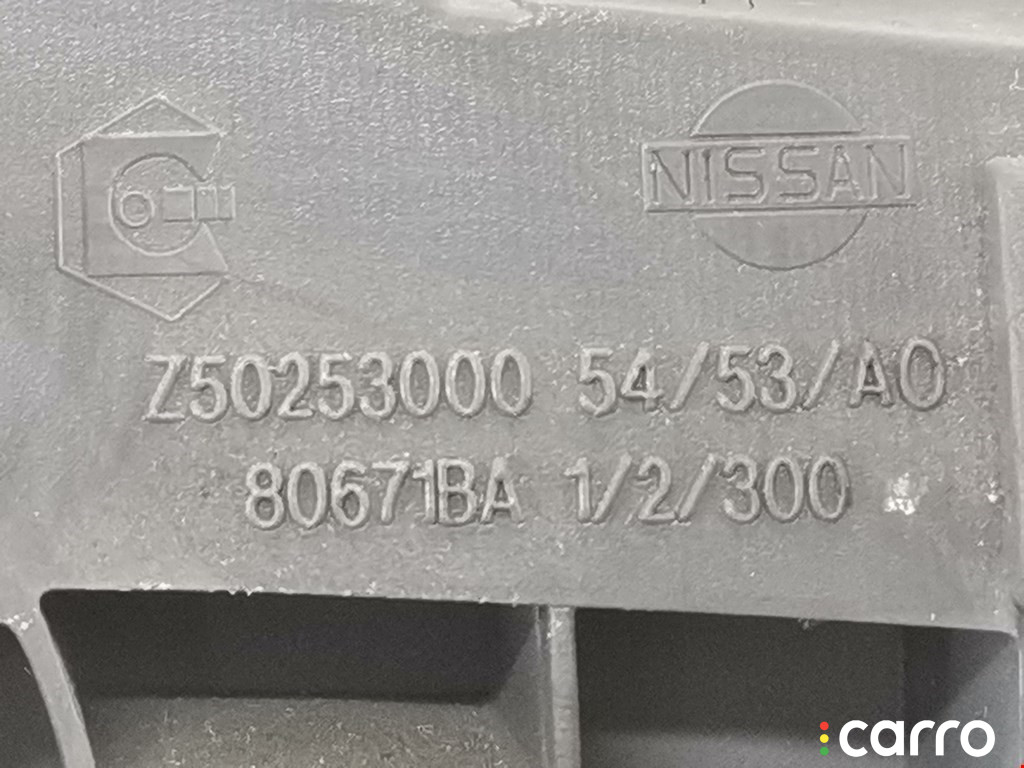 NISSAN
Z50253000 54/53/A0
80671BA 1/2/300
carro